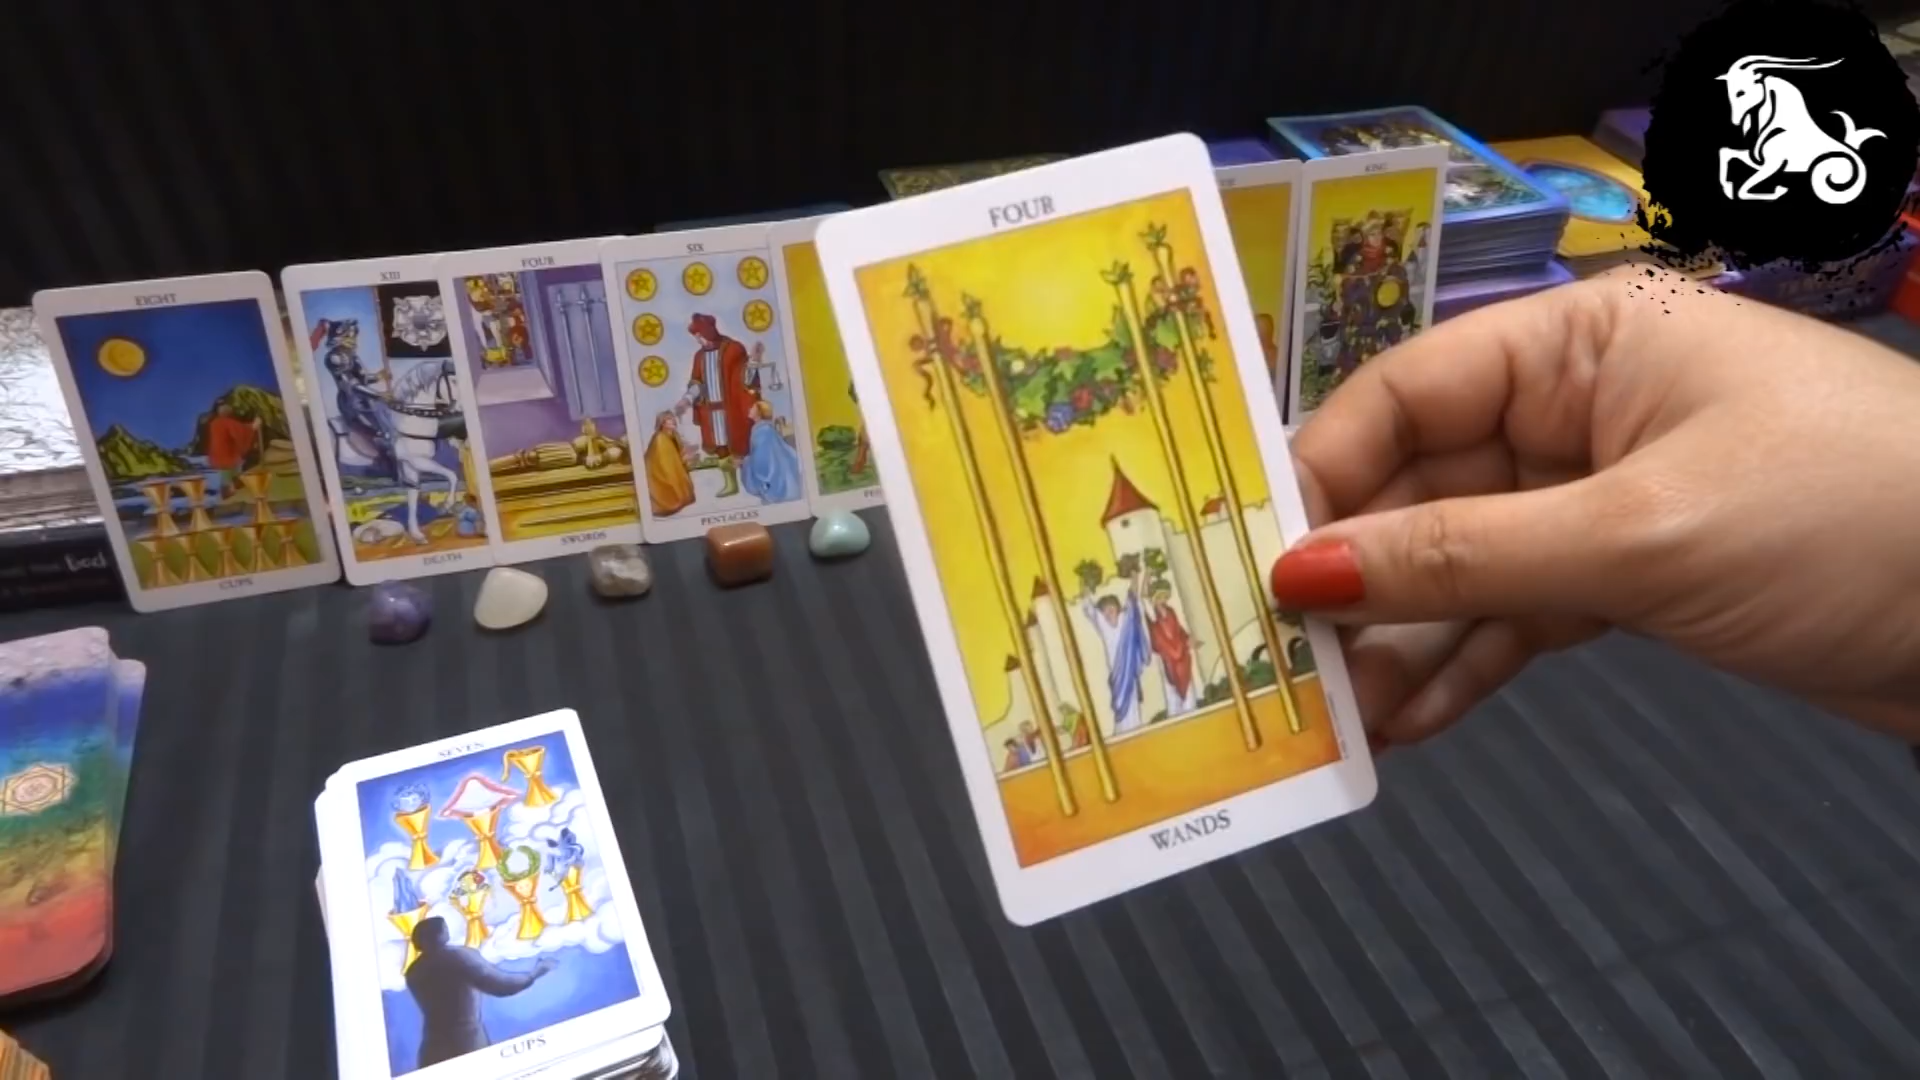 EIGHT
CUPS
XIII
DEATH
FOUR
SWORDS
SIX
PENTACLES
FOUR
WANDS
KING
SEVEN
CUPS